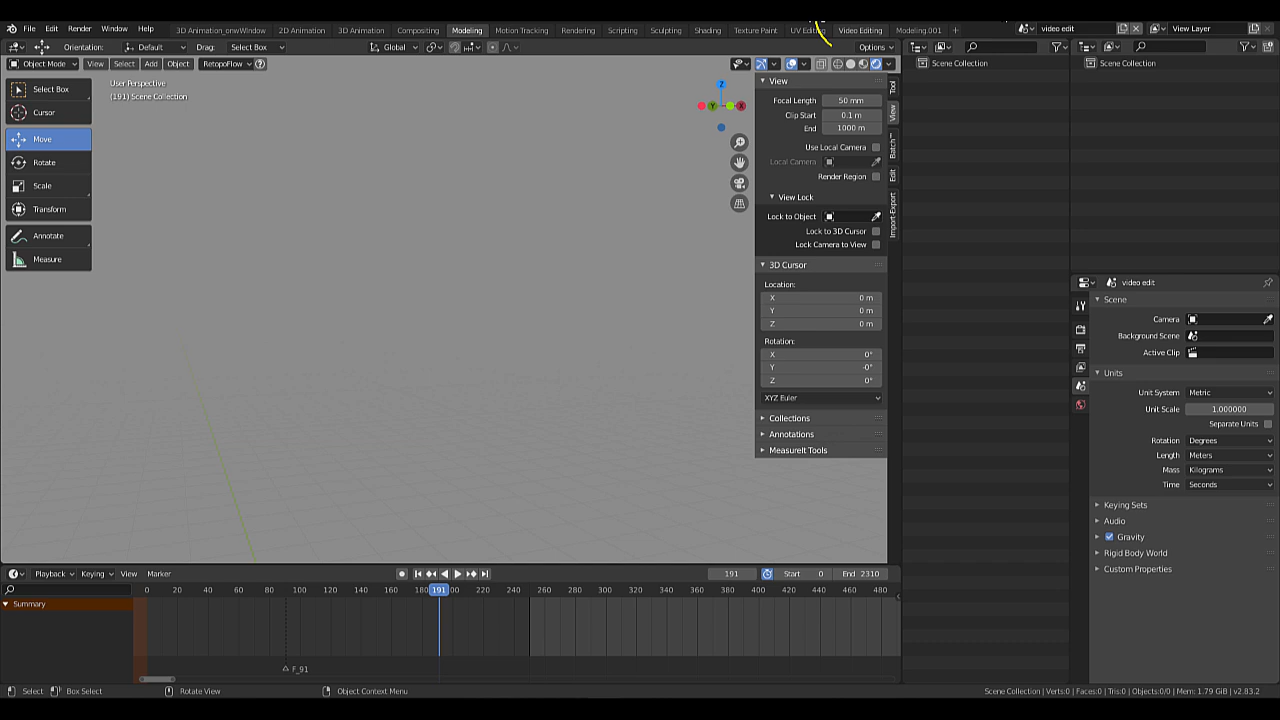 File Edit Render Window Help 3D Animation_onwWindow 2D Animation 3D Animation Compositing Modeling Motion Tracking Rendering Scripting Sculpting Shading Texture Paint Video Editing Modeling.001 video edit View Layer
Orientation: Default Drag: Select Box Global Options
Object Mode View Select Add Object RetopoFlow
Scene Collection
Scene Collection
User Perspective
(191) Scene Collection
Select Box
Cursor
Move
Rotate
Scale
Transform
Annotate
Measure
Z
Y
X
View
Focal Length 50 mm
Clip Start 0.1 m
End 1000 m
Use Local Camera
Local Camera
Render Region
View Lock
Lock to Object
Lock to 3D Cursor
Lock Camera to View
3D Cursor
Location:
X 0 m
Y 0 m
Z 0 m
Rotation:
X 0°
Y -0°
Z 0°
XYZ Euler
Collections
Annotations
MeasureIt Tools
Tool
View
Edit
Import-Export
video edit
Scene
Camera
Background Scene
Active Clip
Units
Unit System Metric
Unit Scale 1.000000
Separate Units
Rotation Degrees
Length Meters
Mass Kilograms
Time Seconds
Keying Sets
Audio
Gravity
Rigid Body World
Custom Properties
Playback Keying View Marker 191 Start 0 End 2310
0 20 40 60 80 100 120 140 160 180 191 220 240 260 280 300 320 340 360 380 400 420 440 460 480
Summary
F_91
Select Box Select Rotate View Object Context Menu Scene Collection | Verts:0 | Faces:0 | Tris:0 | Objects:0/0 | Mem: 1.79 GiB | v2.83.2